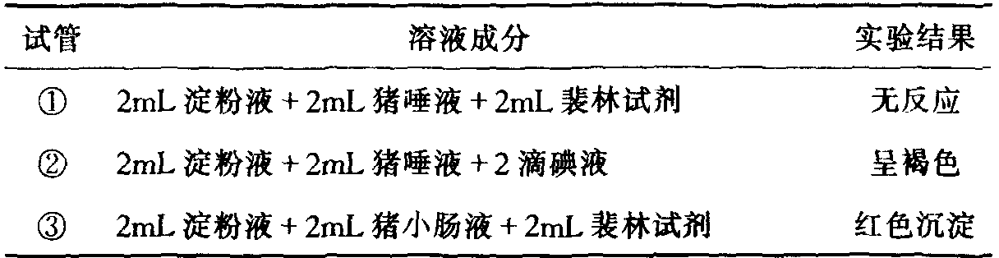 试管 溶液成分 实验结果
① 2mL 淀粉液 + 2mL 猪唾液 + 2mL 裴林试剂 无反应
② 2mL 淀粉液 + 2mL 猪唾液 + 2 滴碘液 呈褐色
③ 2mL 淀粉液 + 2mL 猪小肠液 + 2mL 裴林试剂 红色沉淀